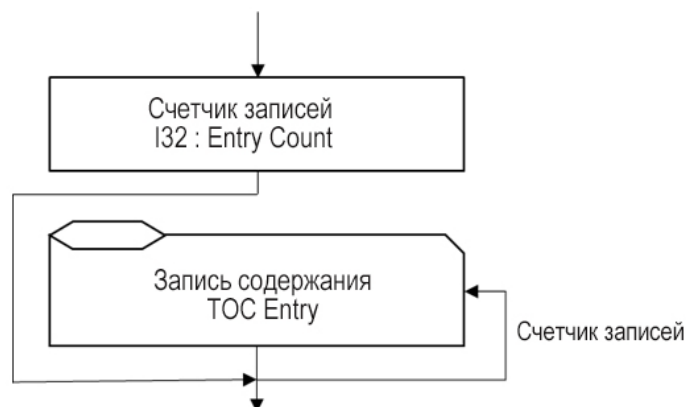 Счетчик записей
I32 : Entry Count
Запись содержания
TOC Entry
Счетчик записей